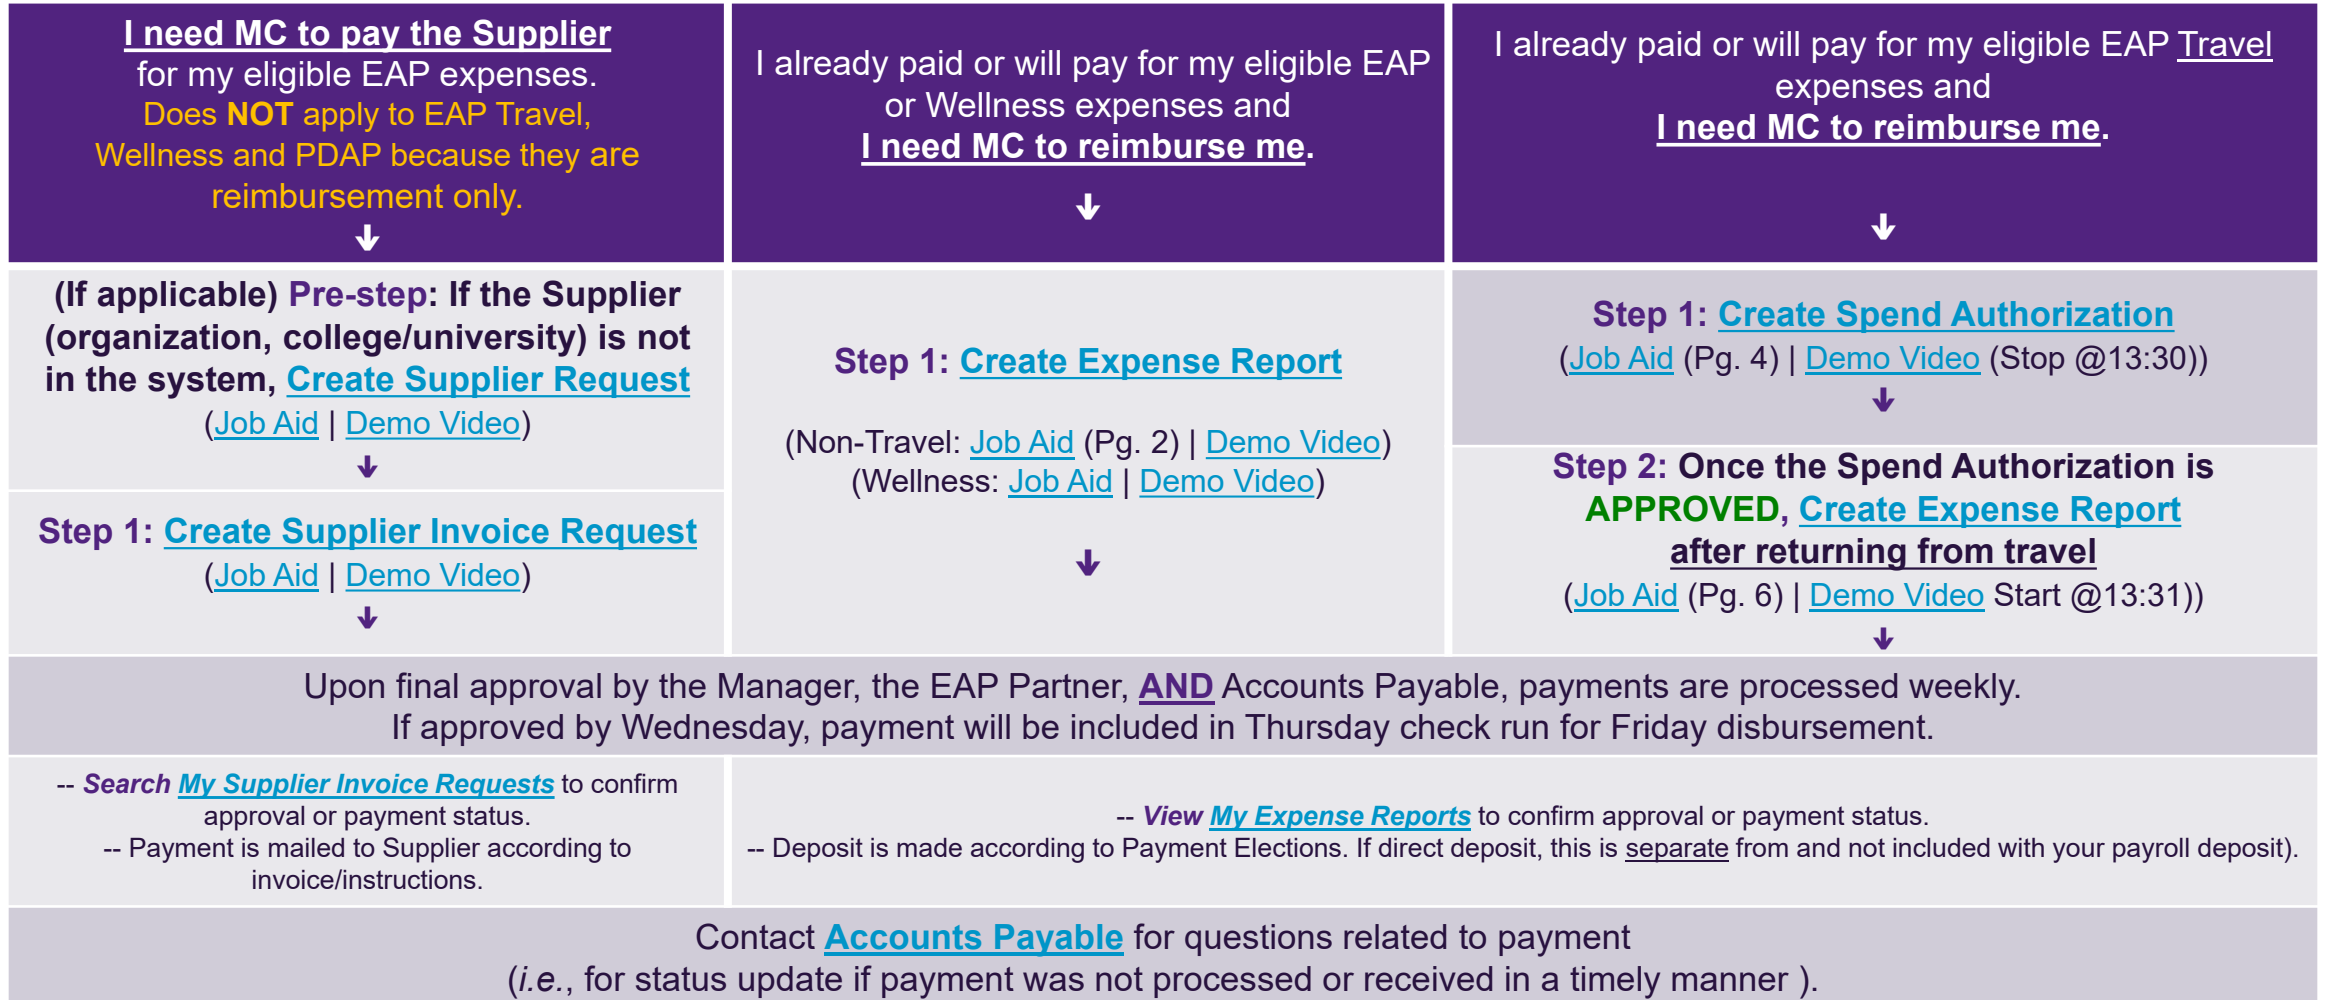 I need MC to pay the Supplier
for my eligible EAP expenses.
Does NOT apply to EAP Travel,
Wellness and PDAP because they are
reimbursement only.
I already paid or will pay for my eligible EAP
or Wellness expenses and
I need MC to reimburse me.
I already paid or will pay for my eligible EAP Travel
expenses and
I need MC to reimburse me.
(If applicable) Pre-step: If the Supplier
(organization, college/university) is not
in the system, Create Supplier Request
(Job Aid | Demo Video)
Step 1: Create Supplier Invoice Request
(Job Aid | Demo Video)
Step 1: Create Expense Report
(Non-Travel: Job Aid (Pg. 2) | Demo Video)
(Wellness: Job Aid | Demo Video)
Step 1: Create Spend Authorization
(Job Aid (Pg. 4) | Demo Video (Stop @13:30))
Step 2: Once the Spend Authorization is
APPROVED, Create Expense Report
after returning from travel
(Job Aid (Pg. 6) | Demo Video Start @13:31))
Upon final approval by the Manager, the EAP Partner, AND Accounts Payable, payments are processed weekly.
If approved by Wednesday, payment will be included in Thursday check run for Friday disbursement.
-- Search My Supplier Invoice Requests to confirm
approval or payment status.
-- Payment is mailed to Supplier according to
invoice/instructions.
-- View My Expense Reports to confirm approval or payment status.
-- Deposit is made according to Payment Elections. If direct deposit, this is separate from and not included with your payroll deposit).
Contact Accounts Payable for questions related to payment
(i.e., for status update if payment was not processed or received in a timely manner ).